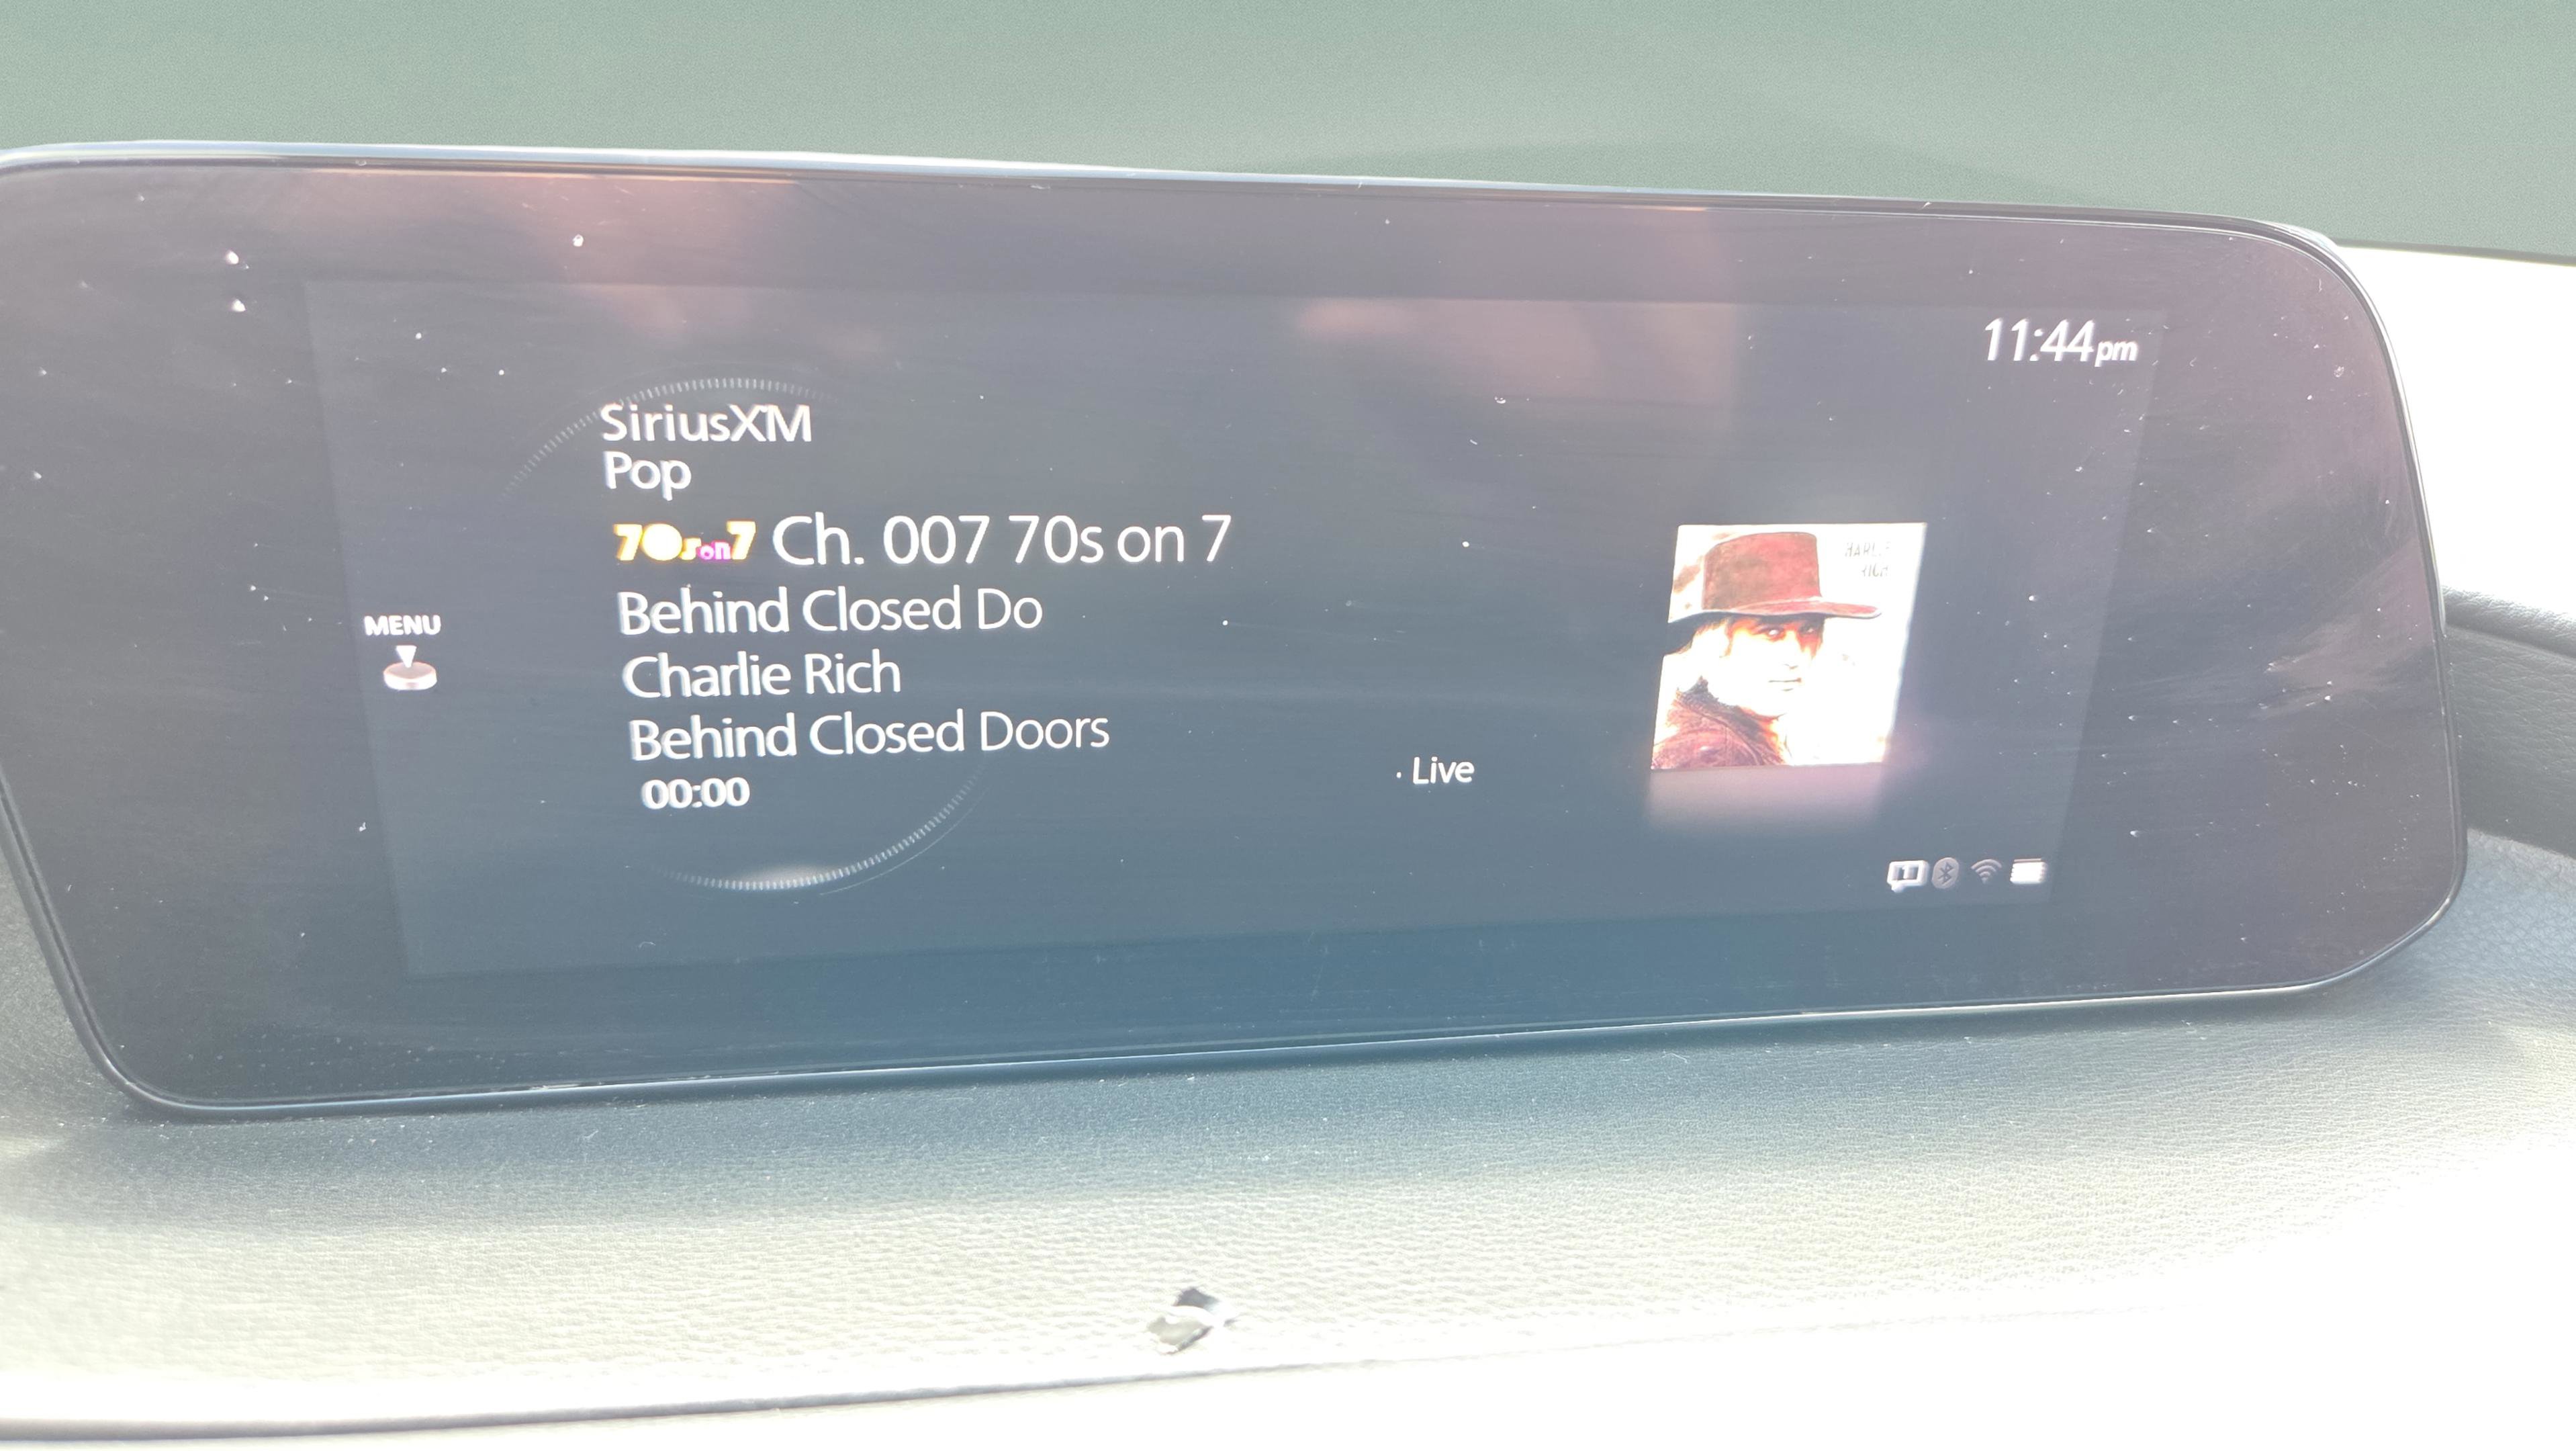 11:44pm
SiriusXM
Pop
70s on 7 Ch. 007 70s on 7
Behind Closed Do
Charlie Rich
Behind Closed Doors
00:00
Live
MENU
RICH